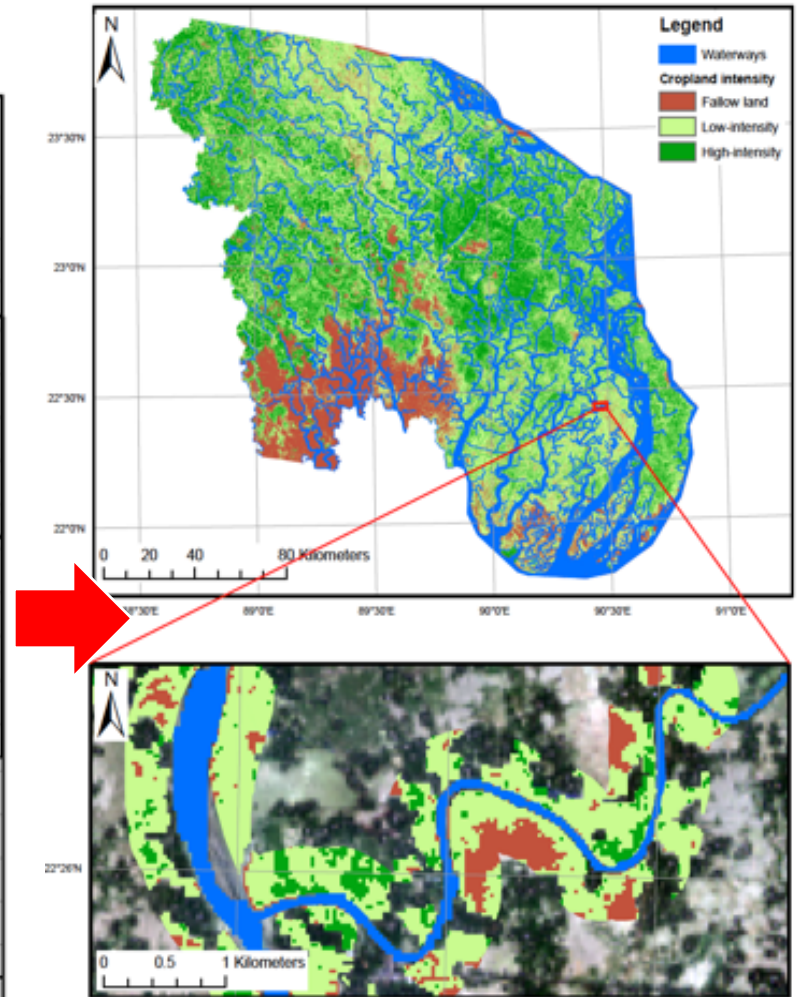 N
Legend
Waterways
Cropland intensity
Fallow land
Low-intensity
High-intensity
23°30'N
23°0'N
22°30'N
22°0'N
0 20 40 80 Kilometers
89°0'E 89°30'E 90°0'E 90°30'E 91°0'E
N
22°26'N
0 0.5 1 Kilometers